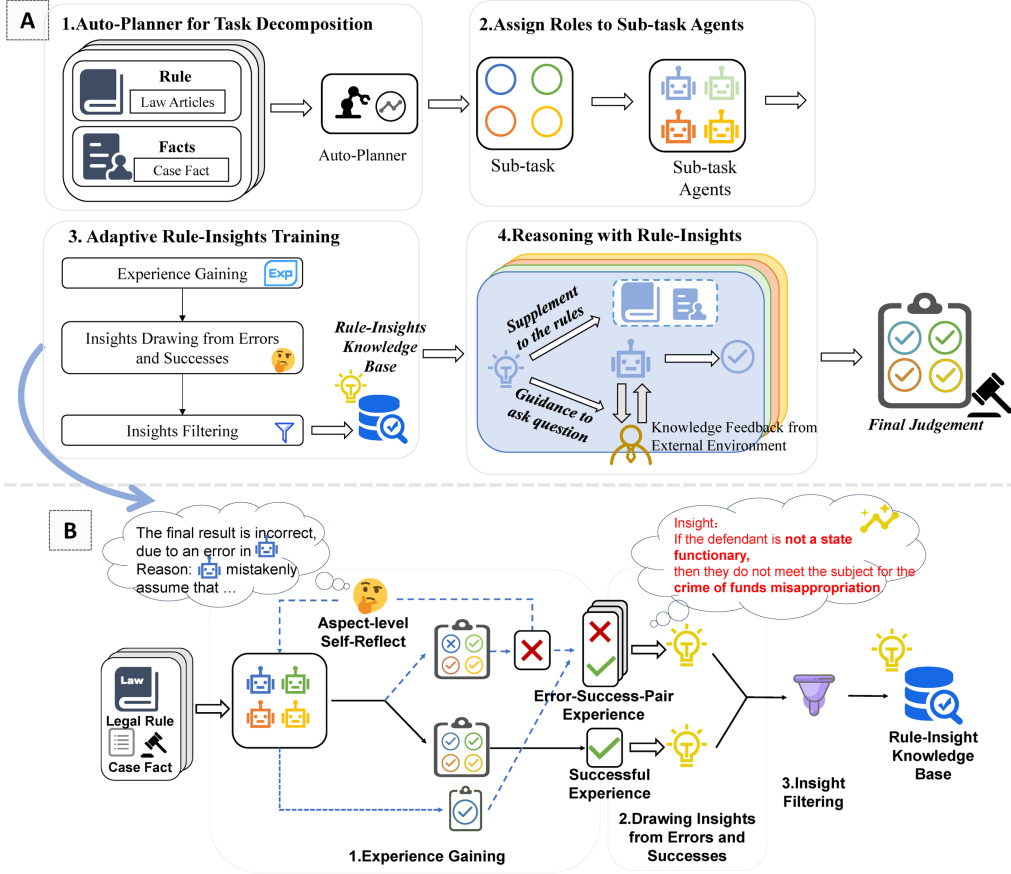 A
1.Auto-Planner for Task Decomposition
Rule
Law Articles
Facts
Case Fact
Auto-Planner
2.Assign Roles to Sub-task Agents
Sub-task
Sub-task
Agents
3. Adaptive Rule-Insights Training
Experience Gaining
Exp
Insights Drawing from Errors
and Successes
Insights Filtering
Rule-Insights
Knowledge
Base
4.Reasoning with Rule-Insights
Supplement
to the rules
Guidance to
ask question
Knowledge Feedback from
External Environment
Final Judgement
B
The final result is incorrect,
due to an error in
Reason: mistakenly
assume that …
Insight:
If the defendant is not a state
functionary,
then they do not meet the subject for the
crime of funds misappropriation
Aspect-level
Self-Reflect
Law
Legal Rule
Case Fact
Error-Success-Pair
Experience
Successful
Experience
1.Experience Gaining
2.Drawing Insights
from Errors and
Successes
3.Insight
Filtering
Rule-Insight
Knowledge
Base